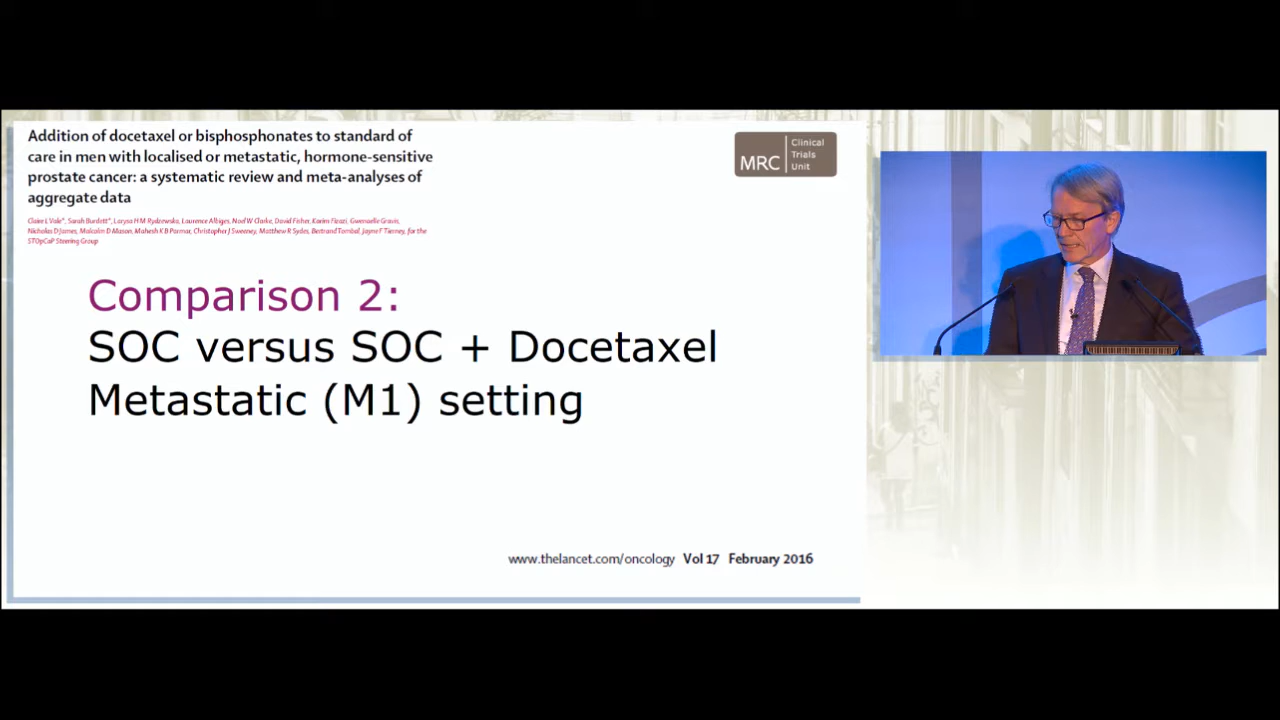 Addition of docetaxel or bisphosphonates to standard of
care in men with localised or metastatic, hormone-sensitive
prostate cancer: a systematic review and meta-analyses of
aggregate data
Claire L Vale*, Sarah Burdett*, Larysa H M Rydzewska, Laurence Albiges, Noel W Clarke, David Fisher, Karim Fizazi, Gwenaelle Gravis,
Nicholas D James, Malcolm D Mason, Mahesh K B Parmar, Christopher J Sweeney, Matthew R Sydes, Bertrand Tombal, Jayne F Tierney, for the
STOpCaP Steering Group
MRC
Clinical
Trials
Unit
Comparison 2:
SOC versus SOC + Docetaxel
Metastatic (M1) setting
www.thelancet.com/oncology Vol 17 February 2016